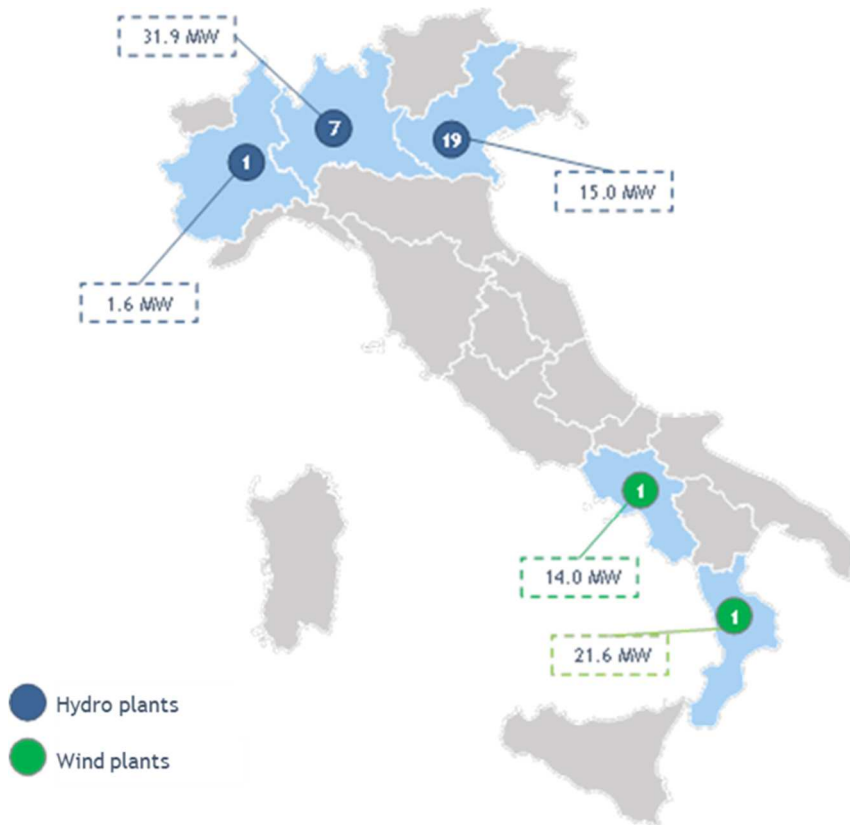 31.9 MW
7
19
1
15.0 MW
1.6 MW
1
14.0 MW
1
21.6 MW
Hydro plants
Wind plants